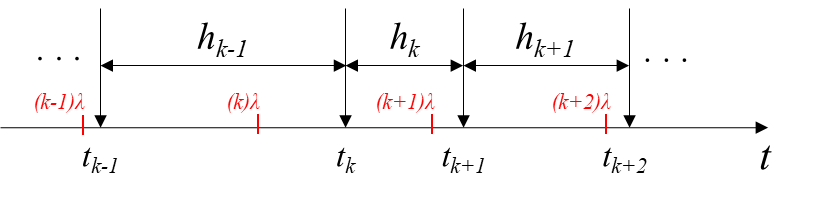 . . . h_{k-1} h_k h_{k+1} . . .
(k-1)λ (k)λ (k+1)λ (k+2)λ
t_{k-1} t_k t_{k+1} t_{k+2} t